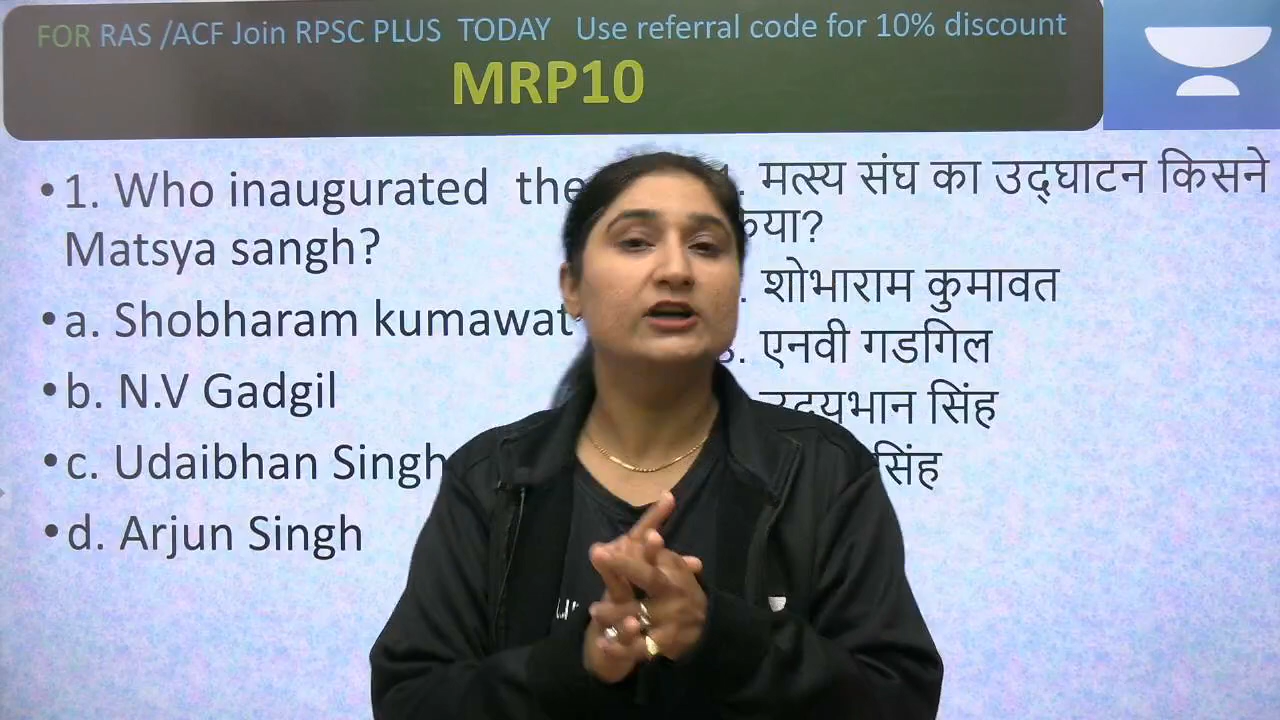 FOR RAS /ACF Join RPSC PLUS TODAY Use referral code for 10% discount
MRP10
•1. Who inaugurated the
Matsya sangh?
•a. Shobharam kumawat
•b. N.V Gadgil
•c. Udaibhan Singh
•d. Arjun Singh
मत्स्य संघ का उद्घाटन किसने
शोभाराम कुमावत
एनवी गडगिल
सिंह
सिंह